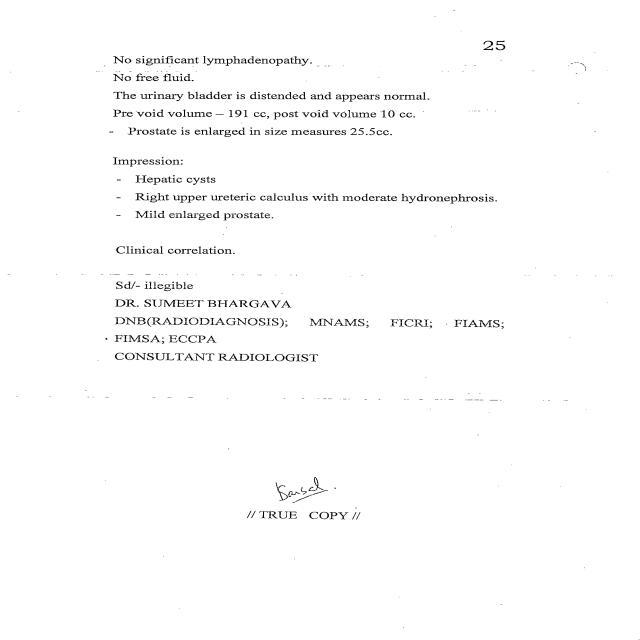 25
No significant lymphadenopathy.
No free fluid.
The urinary bladder is distended and appears normal.
Pre void volume – 191 cc, post void volume 10 cc.
- Prostate is enlarged in size measures 25.5cc.
Impression:
- Hepatic cysts
- Right upper ureteric calculus with moderate hydronephrosis.
- Mild enlarged prostate.
Clinical correlation.
Sd/- illegible
DR. SUMEET BHARGAVA
DNB(RADIODIAGNOSIS); MNAMS; FICRI; FIAMS;
FIMSA; ECCPA
CONSULTANT RADIOLOGIST
// TRUE COPY //